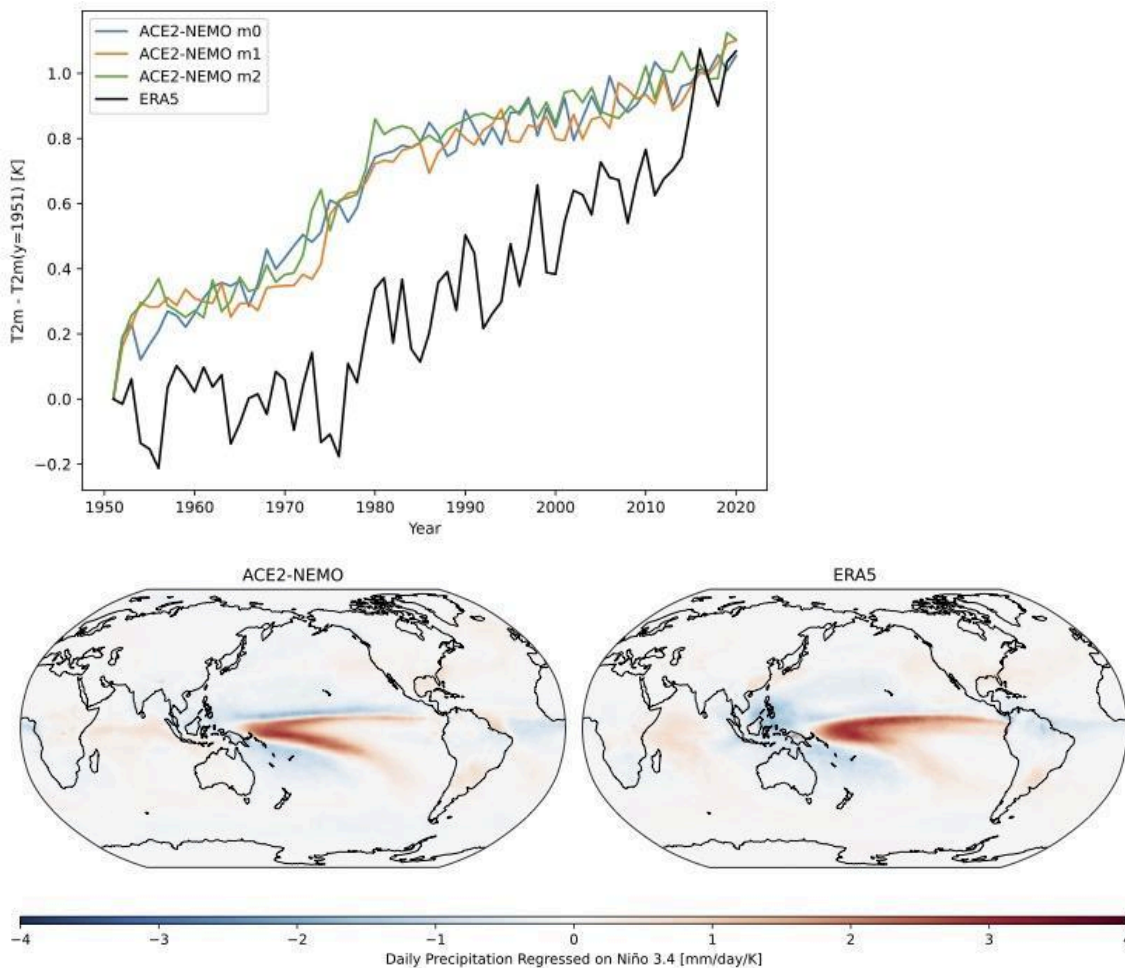 ACE2-NEMO m0
ACE2-NEMO m1
ACE2-NEMO m2
ERA5
T2m - T2m(y=1951) [K]
1.0
0.8
0.6
0.4
0.2
0.0
−0.2
1950 1960 1970 1980 1990 2000 2010 2020
Year
ACE2-NEMO ERA5
−4 −3 −2 −1 0 1 2 3 4
Daily Precipitation Regressed on Niño 3.4 [mm/day/K]